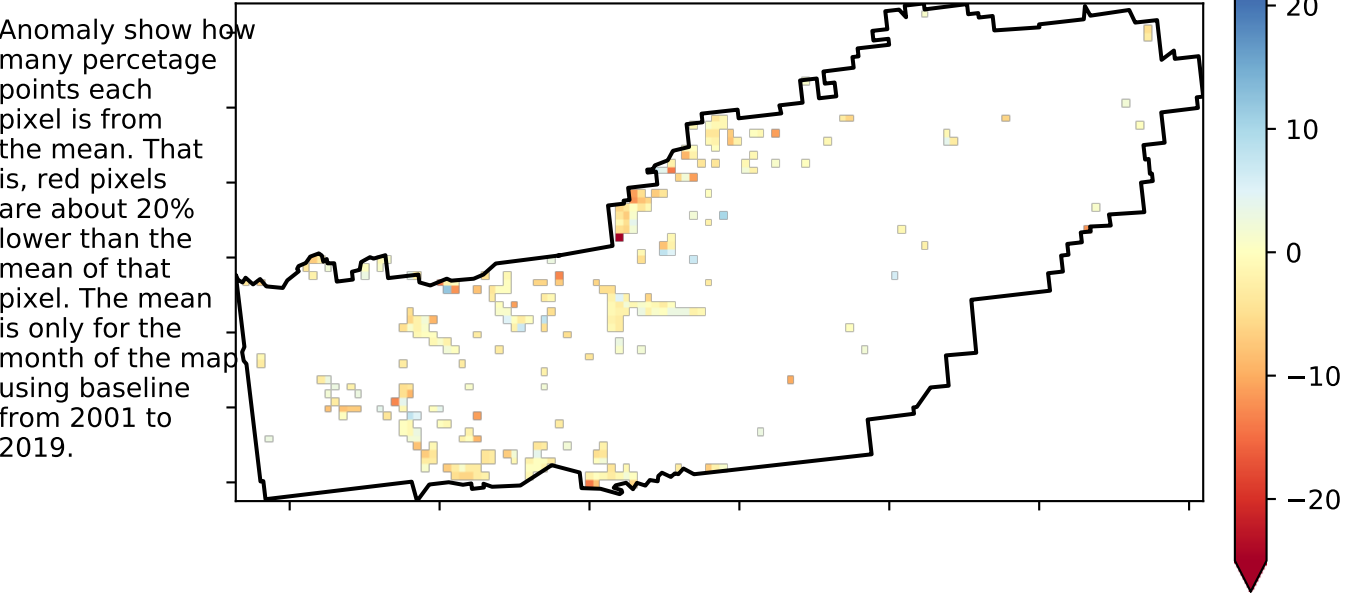 Anomaly show how
many percetage
points each
pixel is from
the mean. That
is, red pixels
are about 20%
lower than the
mean of that
pixel. The mean
is only for the
month of the map
using baseline
from 2001 to
2019.
20
10
0
−10
−20